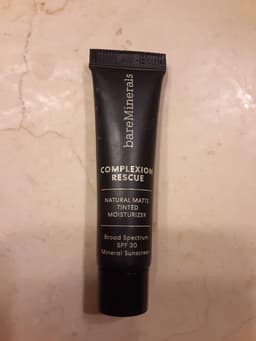 bareMinerals
COMPLEXION
RESCUE
NATURAL MATTE
TINTED
MOISTURIZER
Broad Spectrum
SPF 30
Mineral Sunscreen